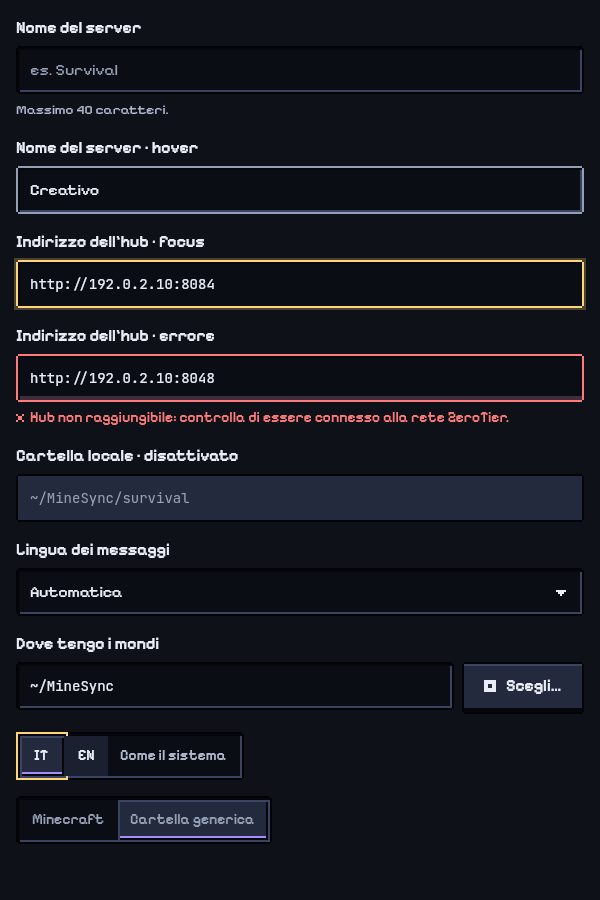 Nome del server
es. Survival
Massimo 40 caratteri.
Nome del server · hover
Creativo
Indirizzo dell'hub · focus
http://192.0.2.10:8084
Indirizzo dell'hub · errore
http://192.0.2.10:8048
Hub non raggiungibile: controlla di essere connesso alla rete ZeroTier.
Cartella locale · disattivato
~/MineSync/survival
Lingua dei messaggi
Automatica
Dove tengo i mondi
~/MineSync Scegli…
IT EN Come il sistema
Minecraft Cartella generica